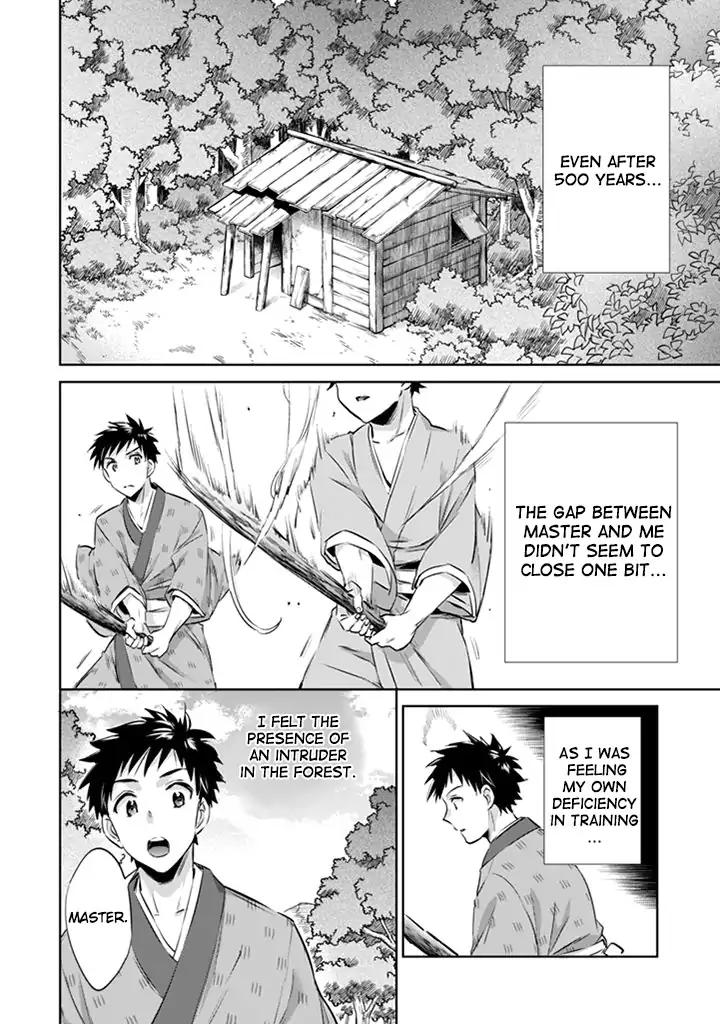 EVEN AFTER
500 YEARS...
THE GAP BETWEEN
MASTER AND ME
DIDN'T SEEM TO
CLOSE ONE BIT...
AS I WAS
FEELING
MY OWN
DEFICIENCY
IN TRAINING
...
I FELT THE
PRESENCE OF
AN INTRUDER
IN THE FOREST.
MASTER.